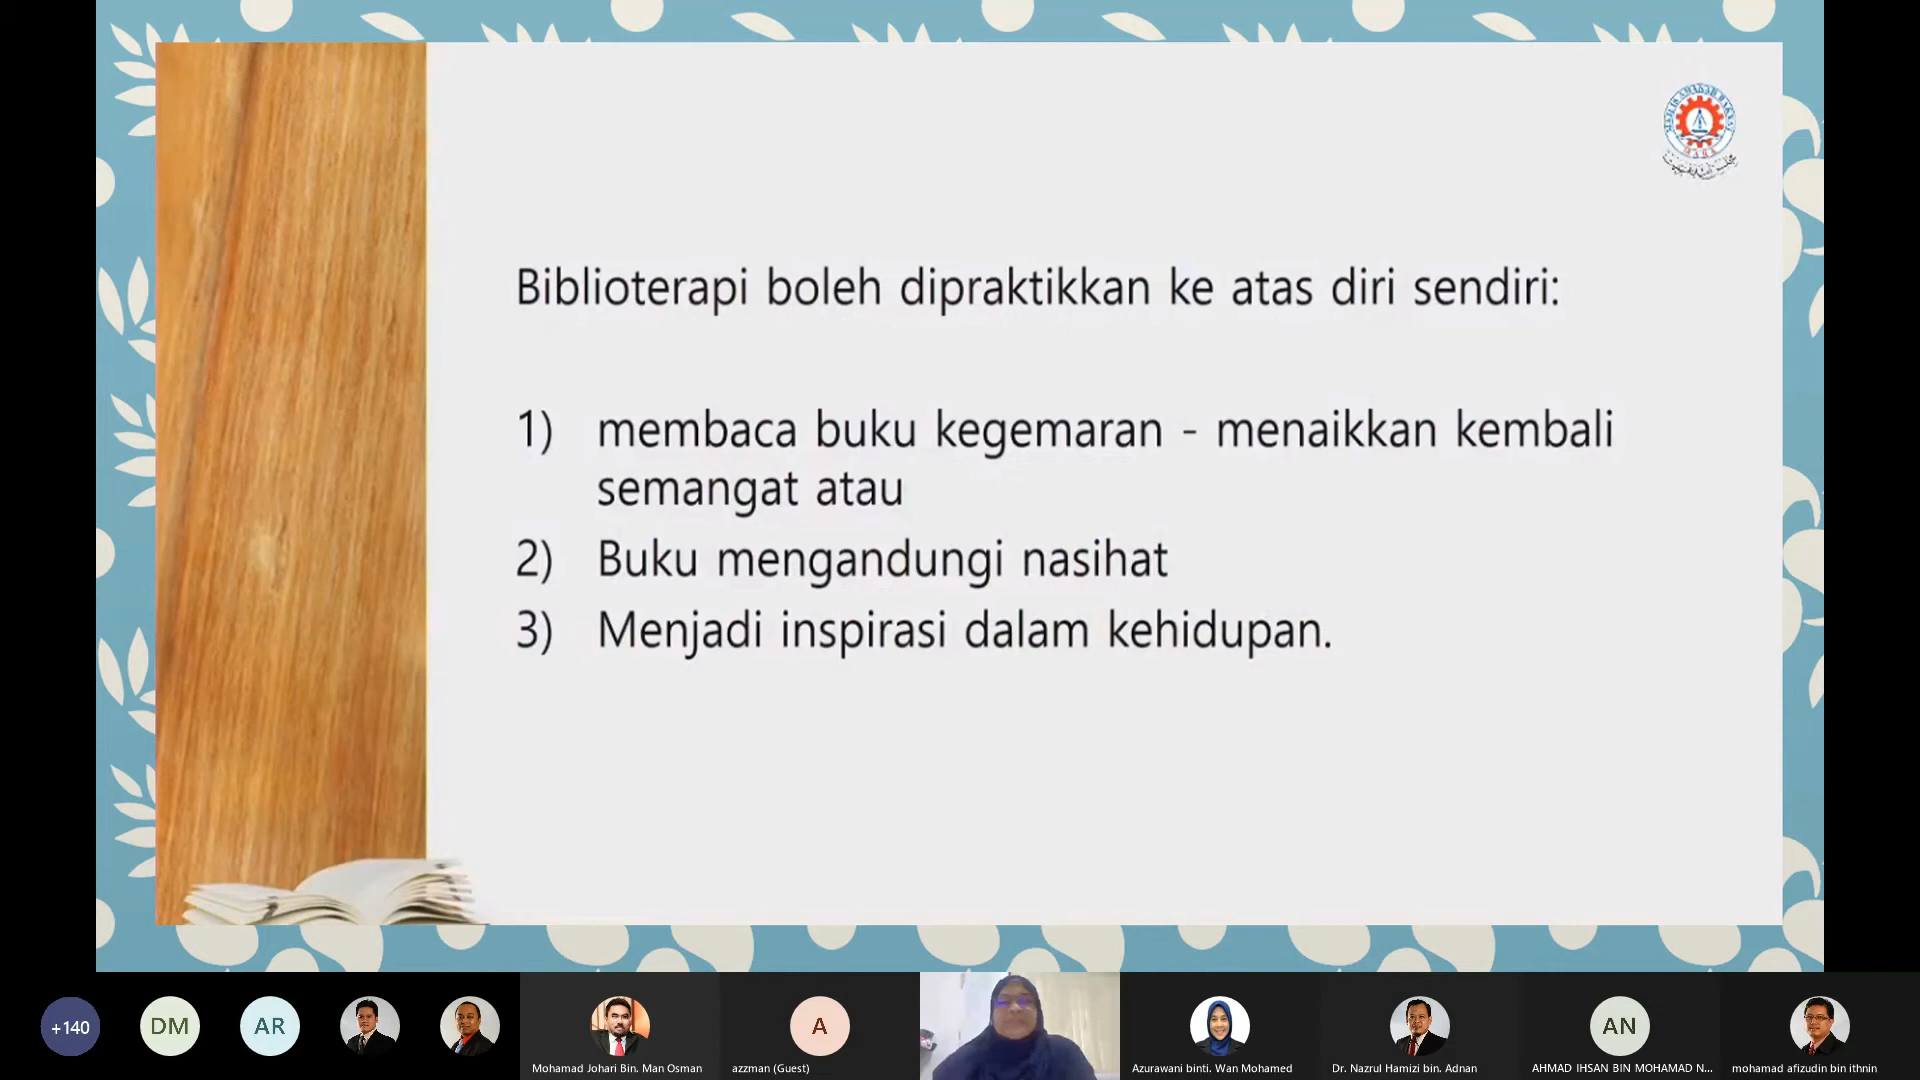 Biblioterapi boleh dipraktikkan ke atas diri sendiri:
1) membaca buku kegemaran - menaikkan kembali
semangat atau
2) Buku mengandungi nasihat
3) Menjadi inspirasi dalam kehidupan.
+140
DM
AR
A
AN
Mohamad Johari Bin. Man Osman
azzman (Guest)
Azurawani binti. Wan Mohamed
Dr. Nazrul Hamizi bin. Adnan
AHMAD IHSAN BIN MOHAMAD N...
mohamad afizudin bin ithnin